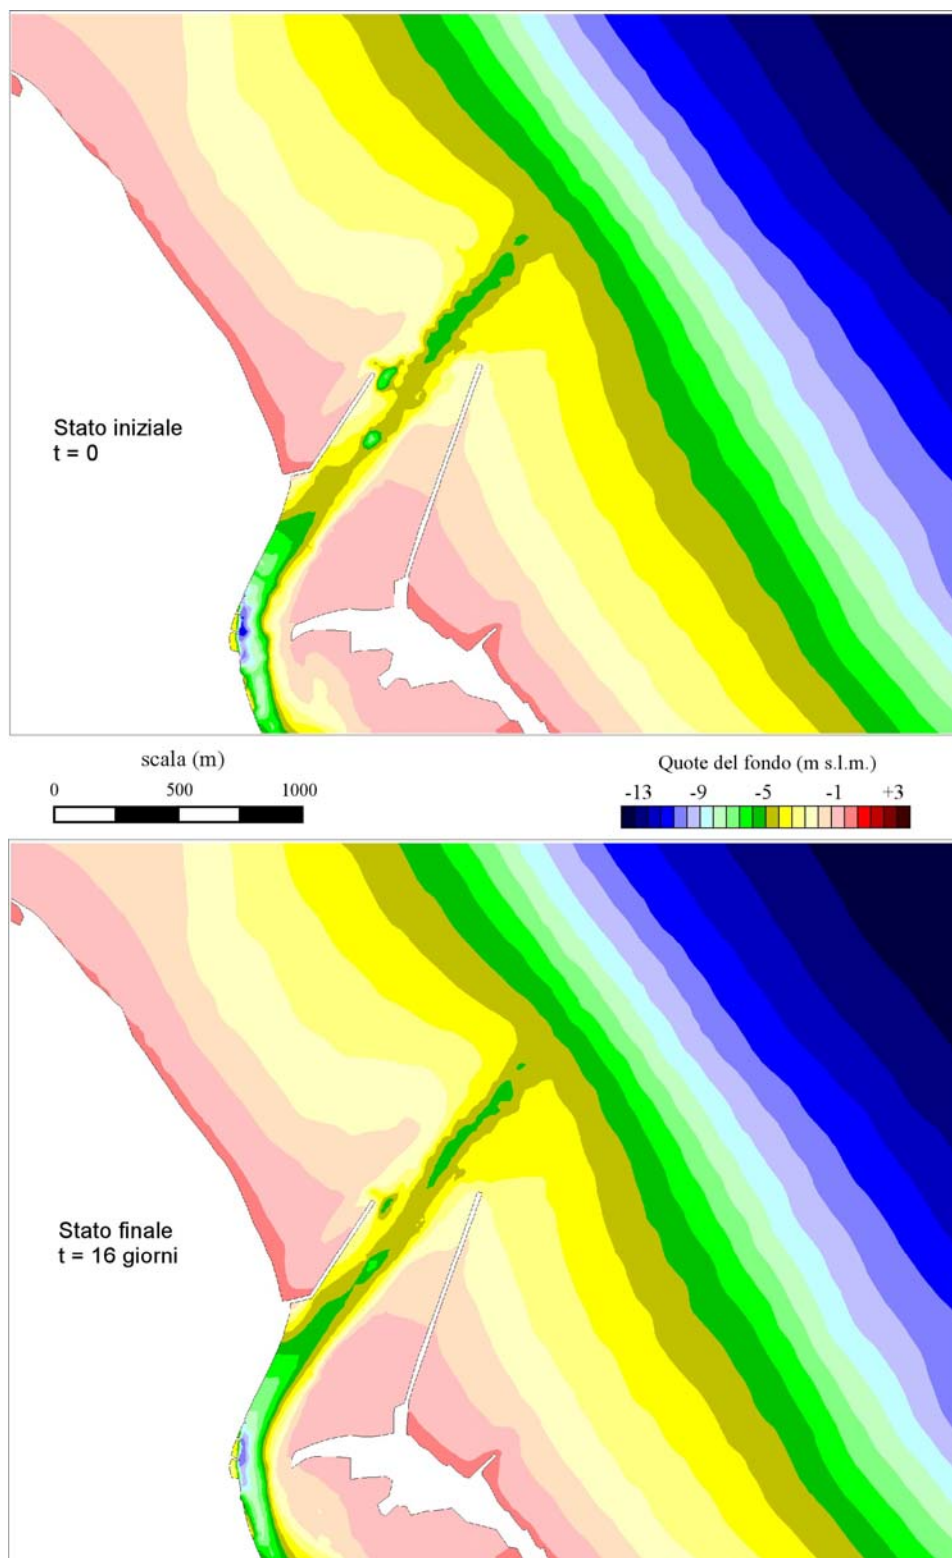 Stato iniziale
t = 0
scala (m)
0 500 1000
Quote del fondo (m s.l.m.)
-13 -9 -5 -1 +3
Stato finale
t = 16 giorni